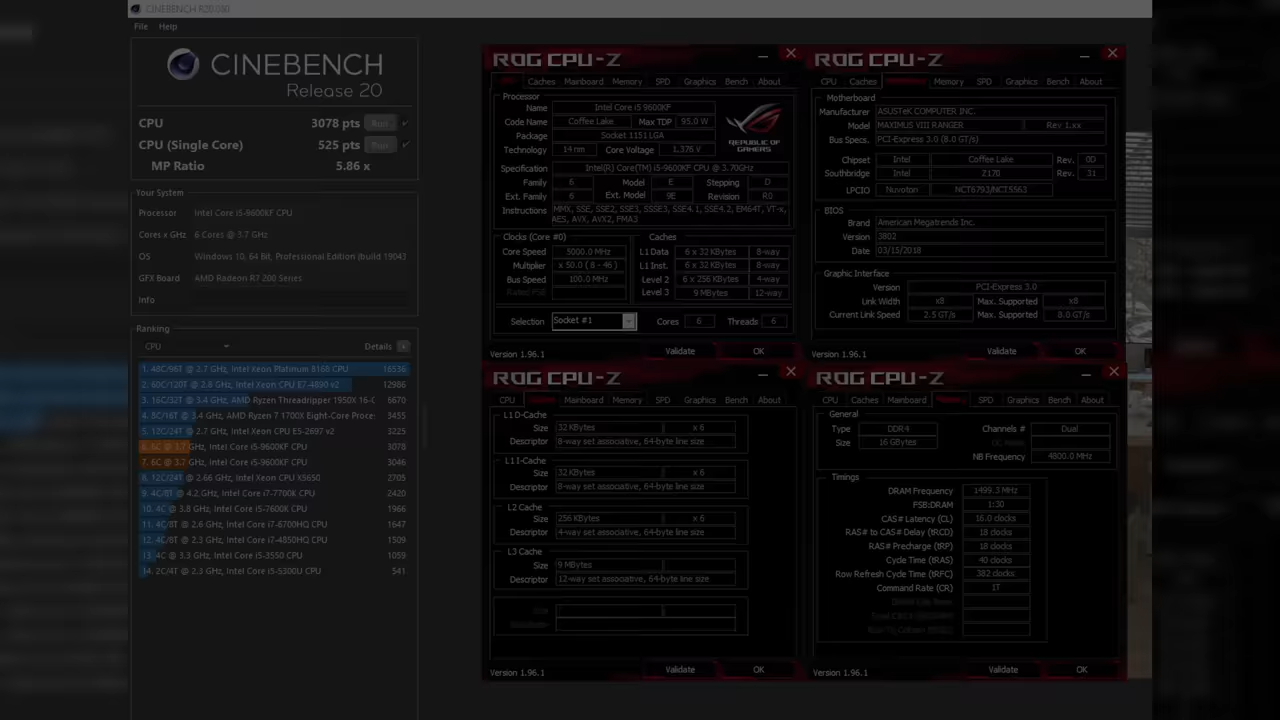 CINEBENCH R20.060
File Help
CINEBENCH
Release 20
CPU 3078 pts Run
CPU (Single Core) 525 pts Run
MP Ratio 5.86 x
Your System
Processor Intel Core i5-9600KF CPU
Cores x GHz 6 Cores @ 3.7 GHz
OS Windows 10, 64 Bit, Professional Edition (build 19043
GFX Board AMD Radeon R7 200 Series
Info
Ranking
CPU Details
1. 48C/96T @ 2.7 GHz, Intel Xeon Platinum 8168 CPU 16536
2. 60C/120T @ 2.8 GHz, Intel Xeon CPU E7-4890 v2 12986
3. 16C/32T @ 3.4 GHz, AMD Ryzen Threadripper 1950X 16-C 6670
4. 8C/16T @ 3.4 GHz, AMD Ryzen 7 1700X Eight-Core Proce: 3455
5. 12C/24T @ 2.7 GHz, Intel Xeon CPU E5-2697 v2 3225
6. 6C @ 3.7 GHz, Intel Core i5-9600KF CPU 3078
7. 6C @ 3.7 GHz, Intel Core i5-9600KF CPU 3046
8. 12C/24T @ 2.66 GHz, Intel Xeon CPU X5650 2705
9. 4C/8T @ 4.2 GHz, Intel Core i7-7700K CPU 2420
10. 4C @ 3.8 GHz, Intel Core i5-7600K CPU 1966
11. 4C/8T @ 2.6 GHz, Intel Core i7-6700HQ CPU 1647
12. 4C/8T @ 2.3 GHz, Intel Core i7-4850HQ CPU 1509
13. 4C @ 3.3 GHz, Intel Core i5-3550 CPU 1059
14. 2C/4T @ 2.3 GHz, Intel Core i5-5300U CPU 541
ROG CPU-Z
Caches Mainboard Memory SPD Graphics Bench About
Processor
Name Intel Core i5 9600KF
Code Name Coffee Lake Max TDP 95.0 W
Package Socket 1151 LGA
Technology 14 nm Core Voltage 1.376 V
REPUBLIC OF GAMERS
Specification Intel(R) Core(TM) i5-9600KF CPU @ 3.70GHz
Family 6 Model E Stepping D
Ext. Family 6 Ext. Model 9E Revision R0
Instructions MMX, SSE, SSE2, SSE3, SSSE3, SSE4.1, SSE4.2, EM64T, VT-x,
AES, AVX, AVX2, FMA3
Clocks (Core #0) Caches
Core Speed 5000.0 MHz L1 Data 6 x 32 KBytes 8-way
Multiplier x 50.0 ( 8 - 46 ) L1 Inst. 6 x 32 KBytes 8-way
Bus Speed 100.0 MHz Level 2 6 x 256 KBytes 4-way
Rated FSB Level 3 9 MBytes 12-way
Selection Socket #1 Cores 6 Threads 6
Version 1.96.1 Validate OK
ROG CPU-Z
CPU Caches Memory SPD Graphics Bench About
Motherboard
Manufacturer ASUSTeK COMPUTER INC.
Model MAXIMUS VIII RANGER Rev 1.xx
Bus Specs. PCI-Express 3.0 (8.0 GT/s)
Chipset Intel Coffee Lake Rev. 0D
Southbridge Intel Z170 Rev. 31
LPCIO Nuvoton NCT6793/NCT5563
BIOS
Brand American Megatrends Inc.
Version 3802
Date 03/15/2018
Graphic Interface
Version PCI-Express 3.0
Link Width x8 Max. Supported x8
Current Link Speed 2.5 GT/s Max. Supported 8.0 GT/s
Version 1.96.1 Validate OK
ROG CPU-Z
CPU Mainboard Memory SPD Graphics Bench About
L1 D-Cache
Size 32 KBytes x 6
Descriptor 8-way set associative, 64-byte line size
L1 I-Cache
Size 32 KBytes x 6
Descriptor 8-way set associative, 64-byte line size
L2 Cache
Size 256 KBytes x 6
Descriptor 4-way set associative, 64-byte line size
L3 Cache
Size 9 MBytes
Descriptor 12-way set associative, 64-byte line size
Size
Descriptor
Version 1.96.1 Validate OK
ROG CPU-Z
CPU Caches Mainboard Memory SPD Graphics Bench About
General
Type DDR4 Channels # Dual
Size 16 GBytes DC Mode
NB Frequency 4800.0 MHz
Timings
DRAM Frequency 1499.3 MHz
FSB:DRAM 1:30
CAS# Latency (CL) 16.0 clocks
RAS# to CAS# Delay (tRCD) 18 clocks
RAS# Precharge (tRP) 18 clocks
Cycle Time (tRAS) 40 clocks
Row Refresh Cycle Time (tRFC) 382 clocks
Command Rate (CR) 1T
Version 1.96.1 Validate OK